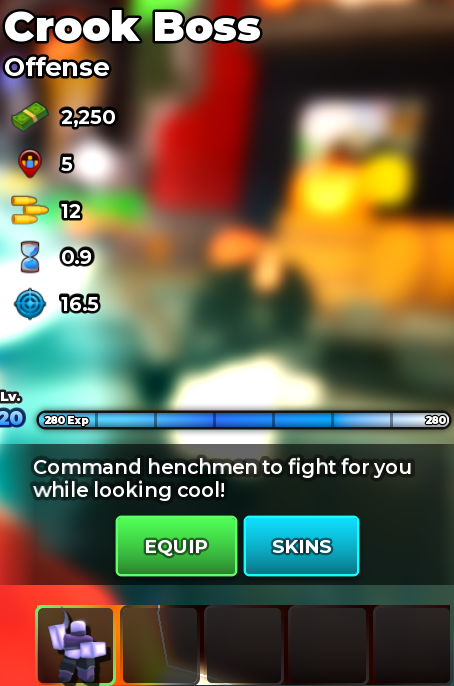 Crook Boss
Offense
2,250
5
12
0.9
16.5
Lv.
20
280 Exp
280
Command henchmen to fight for you
while looking cool!
EQUIP
SKINS